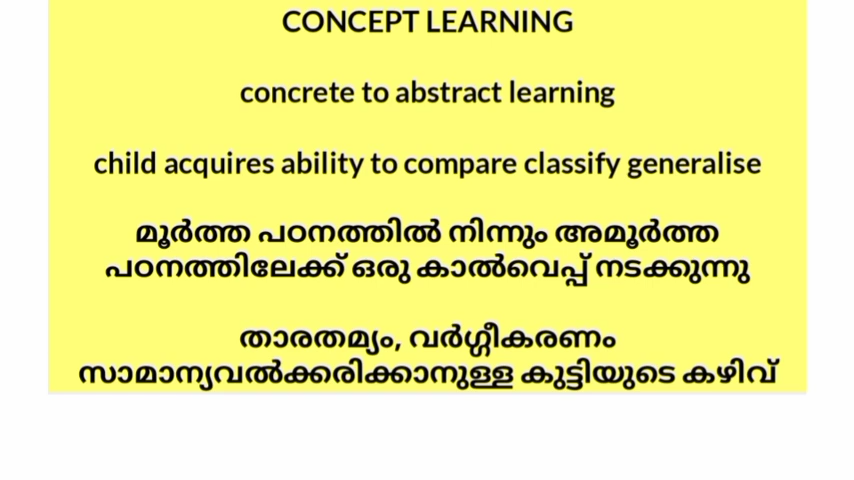 CONCEPT LEARNING
concrete to abstract learning
child acquires ability to compare classify generalise
മൂർത്ത പഠനത്തിൽ നിന്നും അമൂർത്ത
പഠനത്തിലേക്ക് ഒരു കാൽവെപ്പ് നടക്കുന്നു
താരതമ്യം, വർഗ്ഗീകരണം
സാമാന്യവൽക്കരിക്കാനുള്ള കുട്ടിയുടെ കഴിവ്